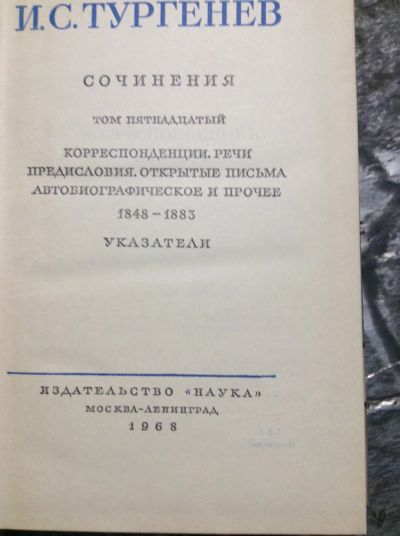 И.С.ТУРГЕНЕВ
СОЧИНЕНИЯ
ТОМ ПЯТНАДЦАТЫЙ
КОРРЕСПОНДЕНЦИИ. РЕЧИ
ПРЕДИСЛОВИЯ. ОТКРЫТЫЕ ПИСЬМА
АВТОБИОГРАФИЧЕСКОЕ И ПРОЧЕЕ
1848–1883
УКАЗАТЕЛИ
ИЗДАТЕЛЬСТВО «НАУКА»
МОСКВА–ЛЕНИНГРАД
1968